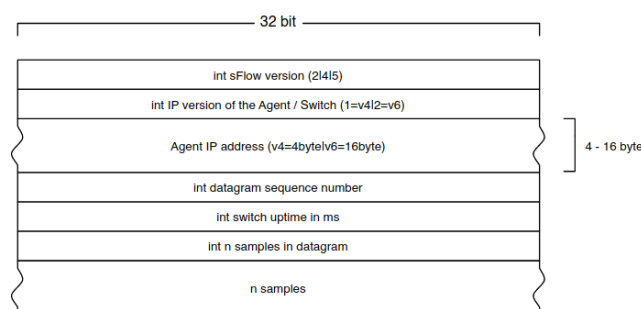 32 bit
int sFlow version (2|4|5)
int IP version of the Agent / Switch (1=v4|2=v6)
Agent IP address (v4=4byte|v6=16byte)
4 - 16 byte
int datagram sequence number
int switch uptime in ms
int n samples in datagram
n samples